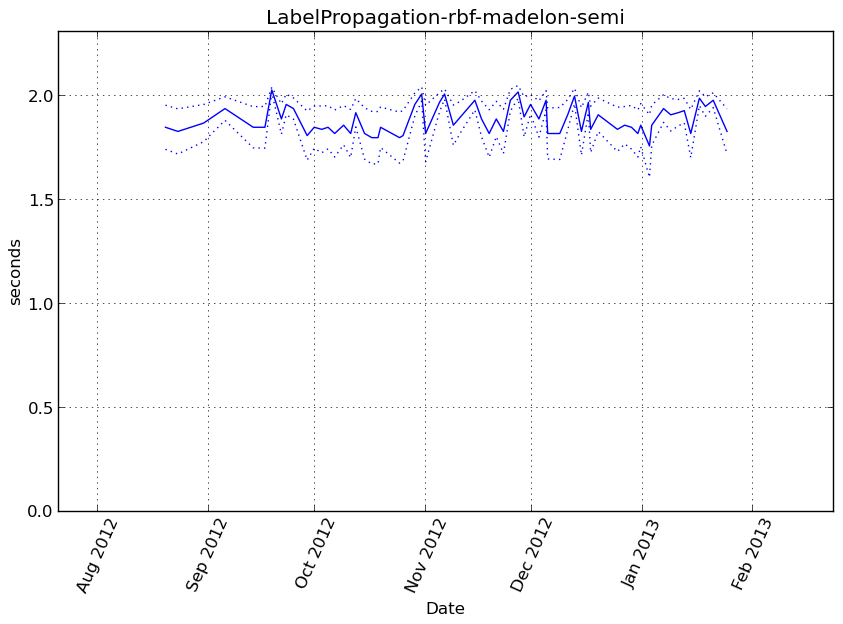 LabelPropagation-rbf-madelon-semi
2.0
1.5
1.0
0.5
0.0
seconds
Aug 2012
Sep 2012
Oct 2012
Nov 2012
Dec 2012
Jan 2013
Feb 2013
Date